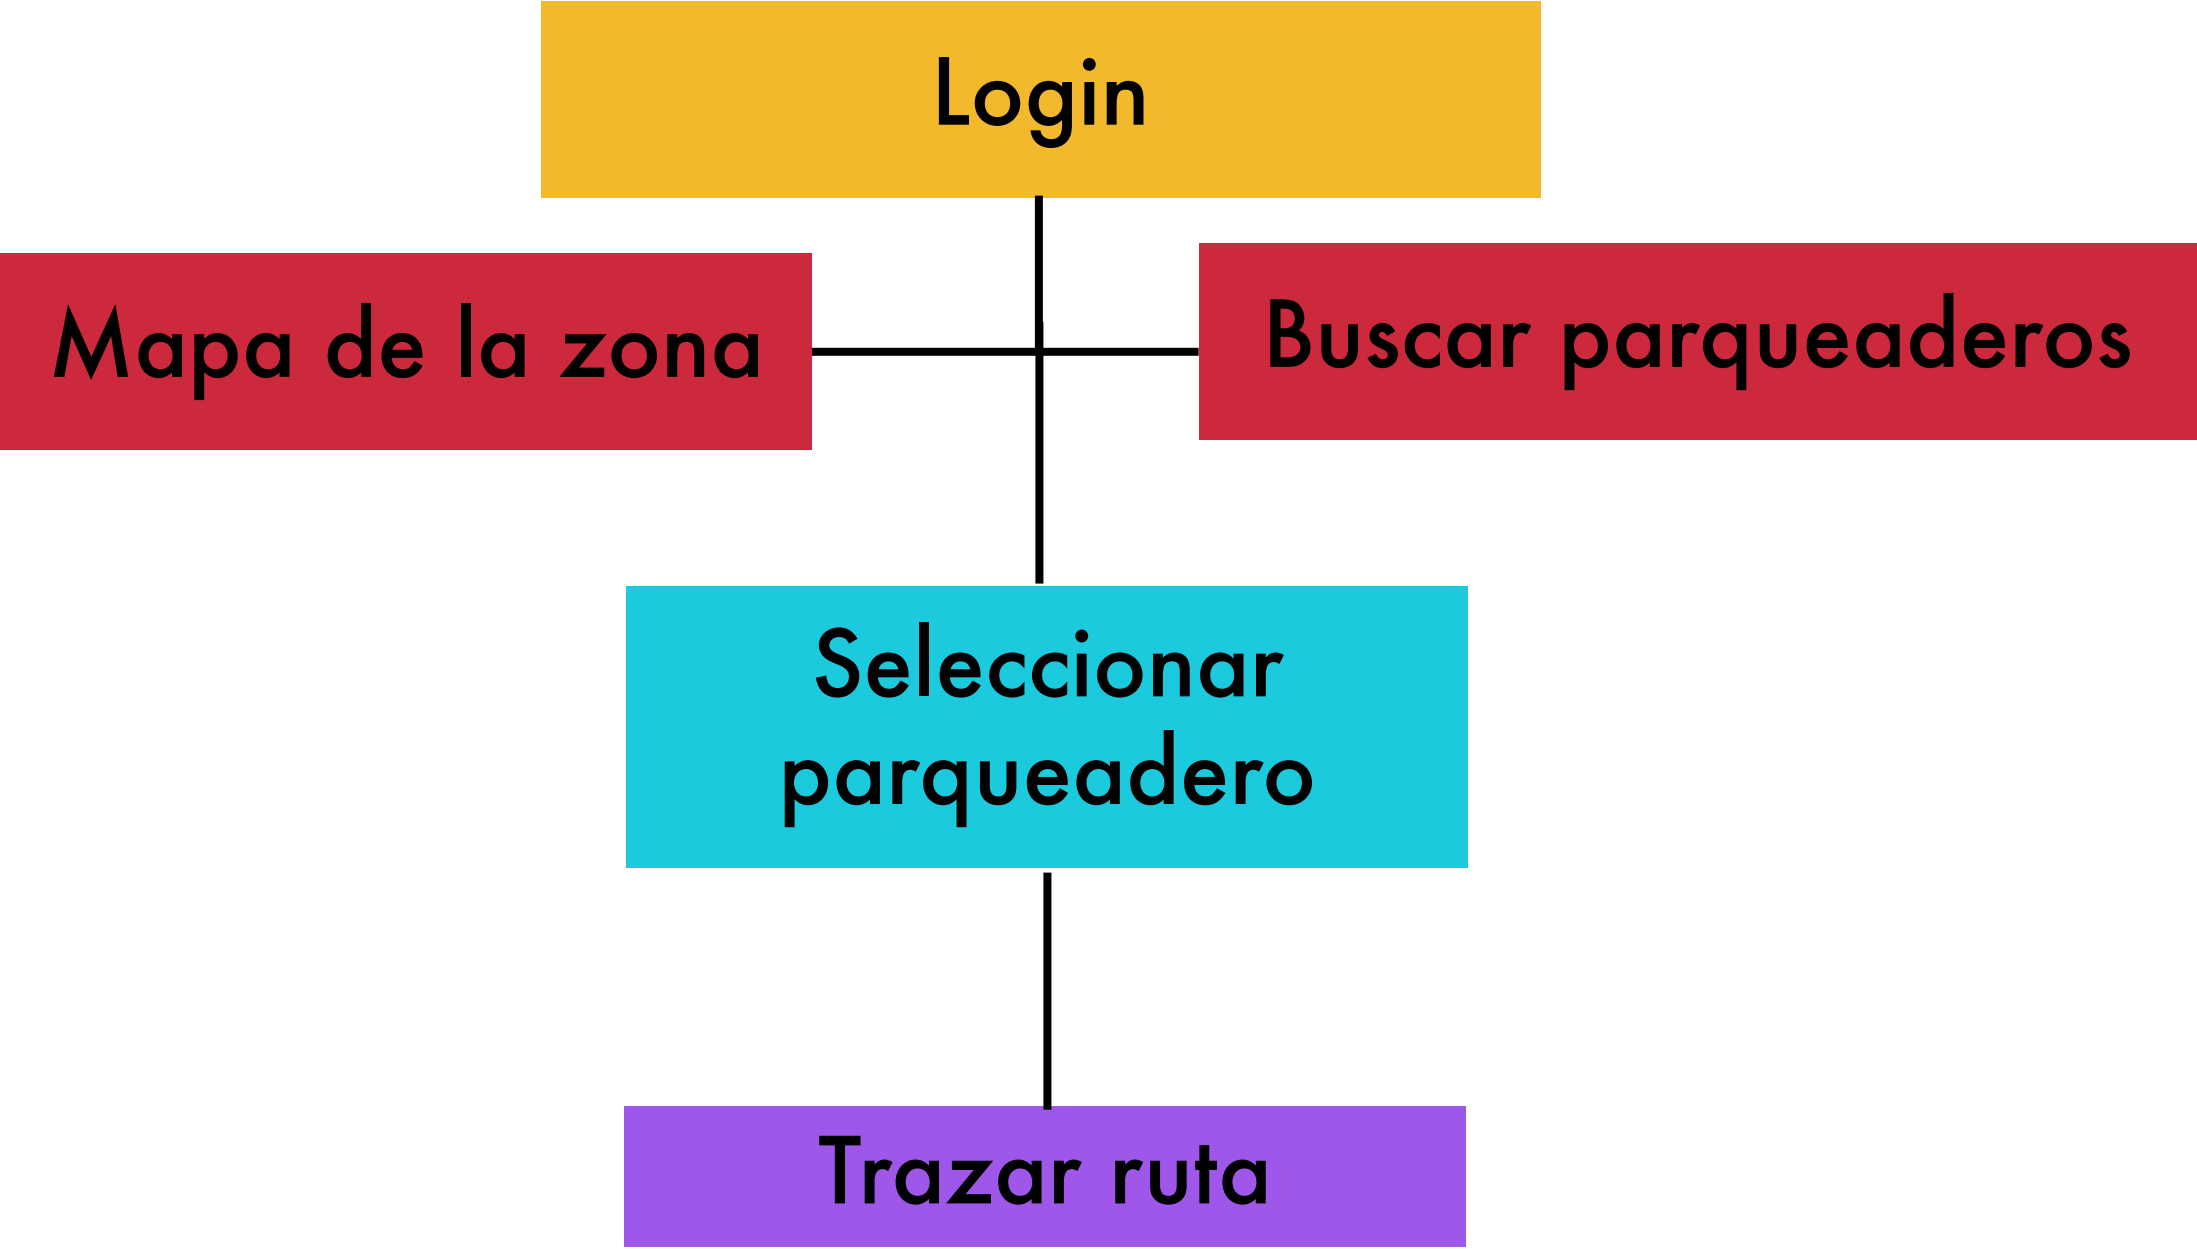 Login
Mapa de la zona
Buscar parqueaderos
Seleccionar
parqueadero
Trazar ruta